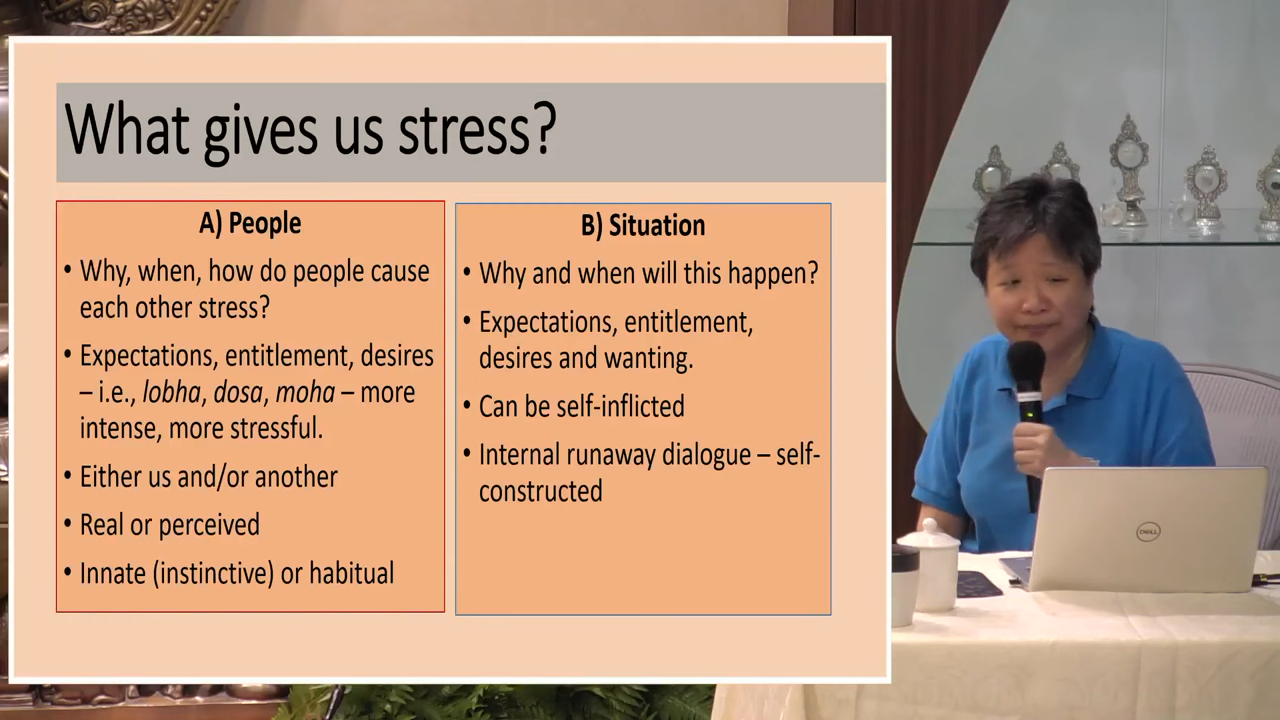 What gives us stress?
A) People
• Why, when, how do people cause
each other stress?
• Expectations, entitlement, desires
– i.e., lobha, dosa, moha – more
intense, more stressful.
• Either us and/or another
• Real or perceived
• Innate (instinctive) or habitual
B) Situation
• Why and when will this happen?
• Expectations, entitlement,
desires and wanting.
• Can be self-inflicted
• Internal runaway dialogue – self-
constructed
DELL